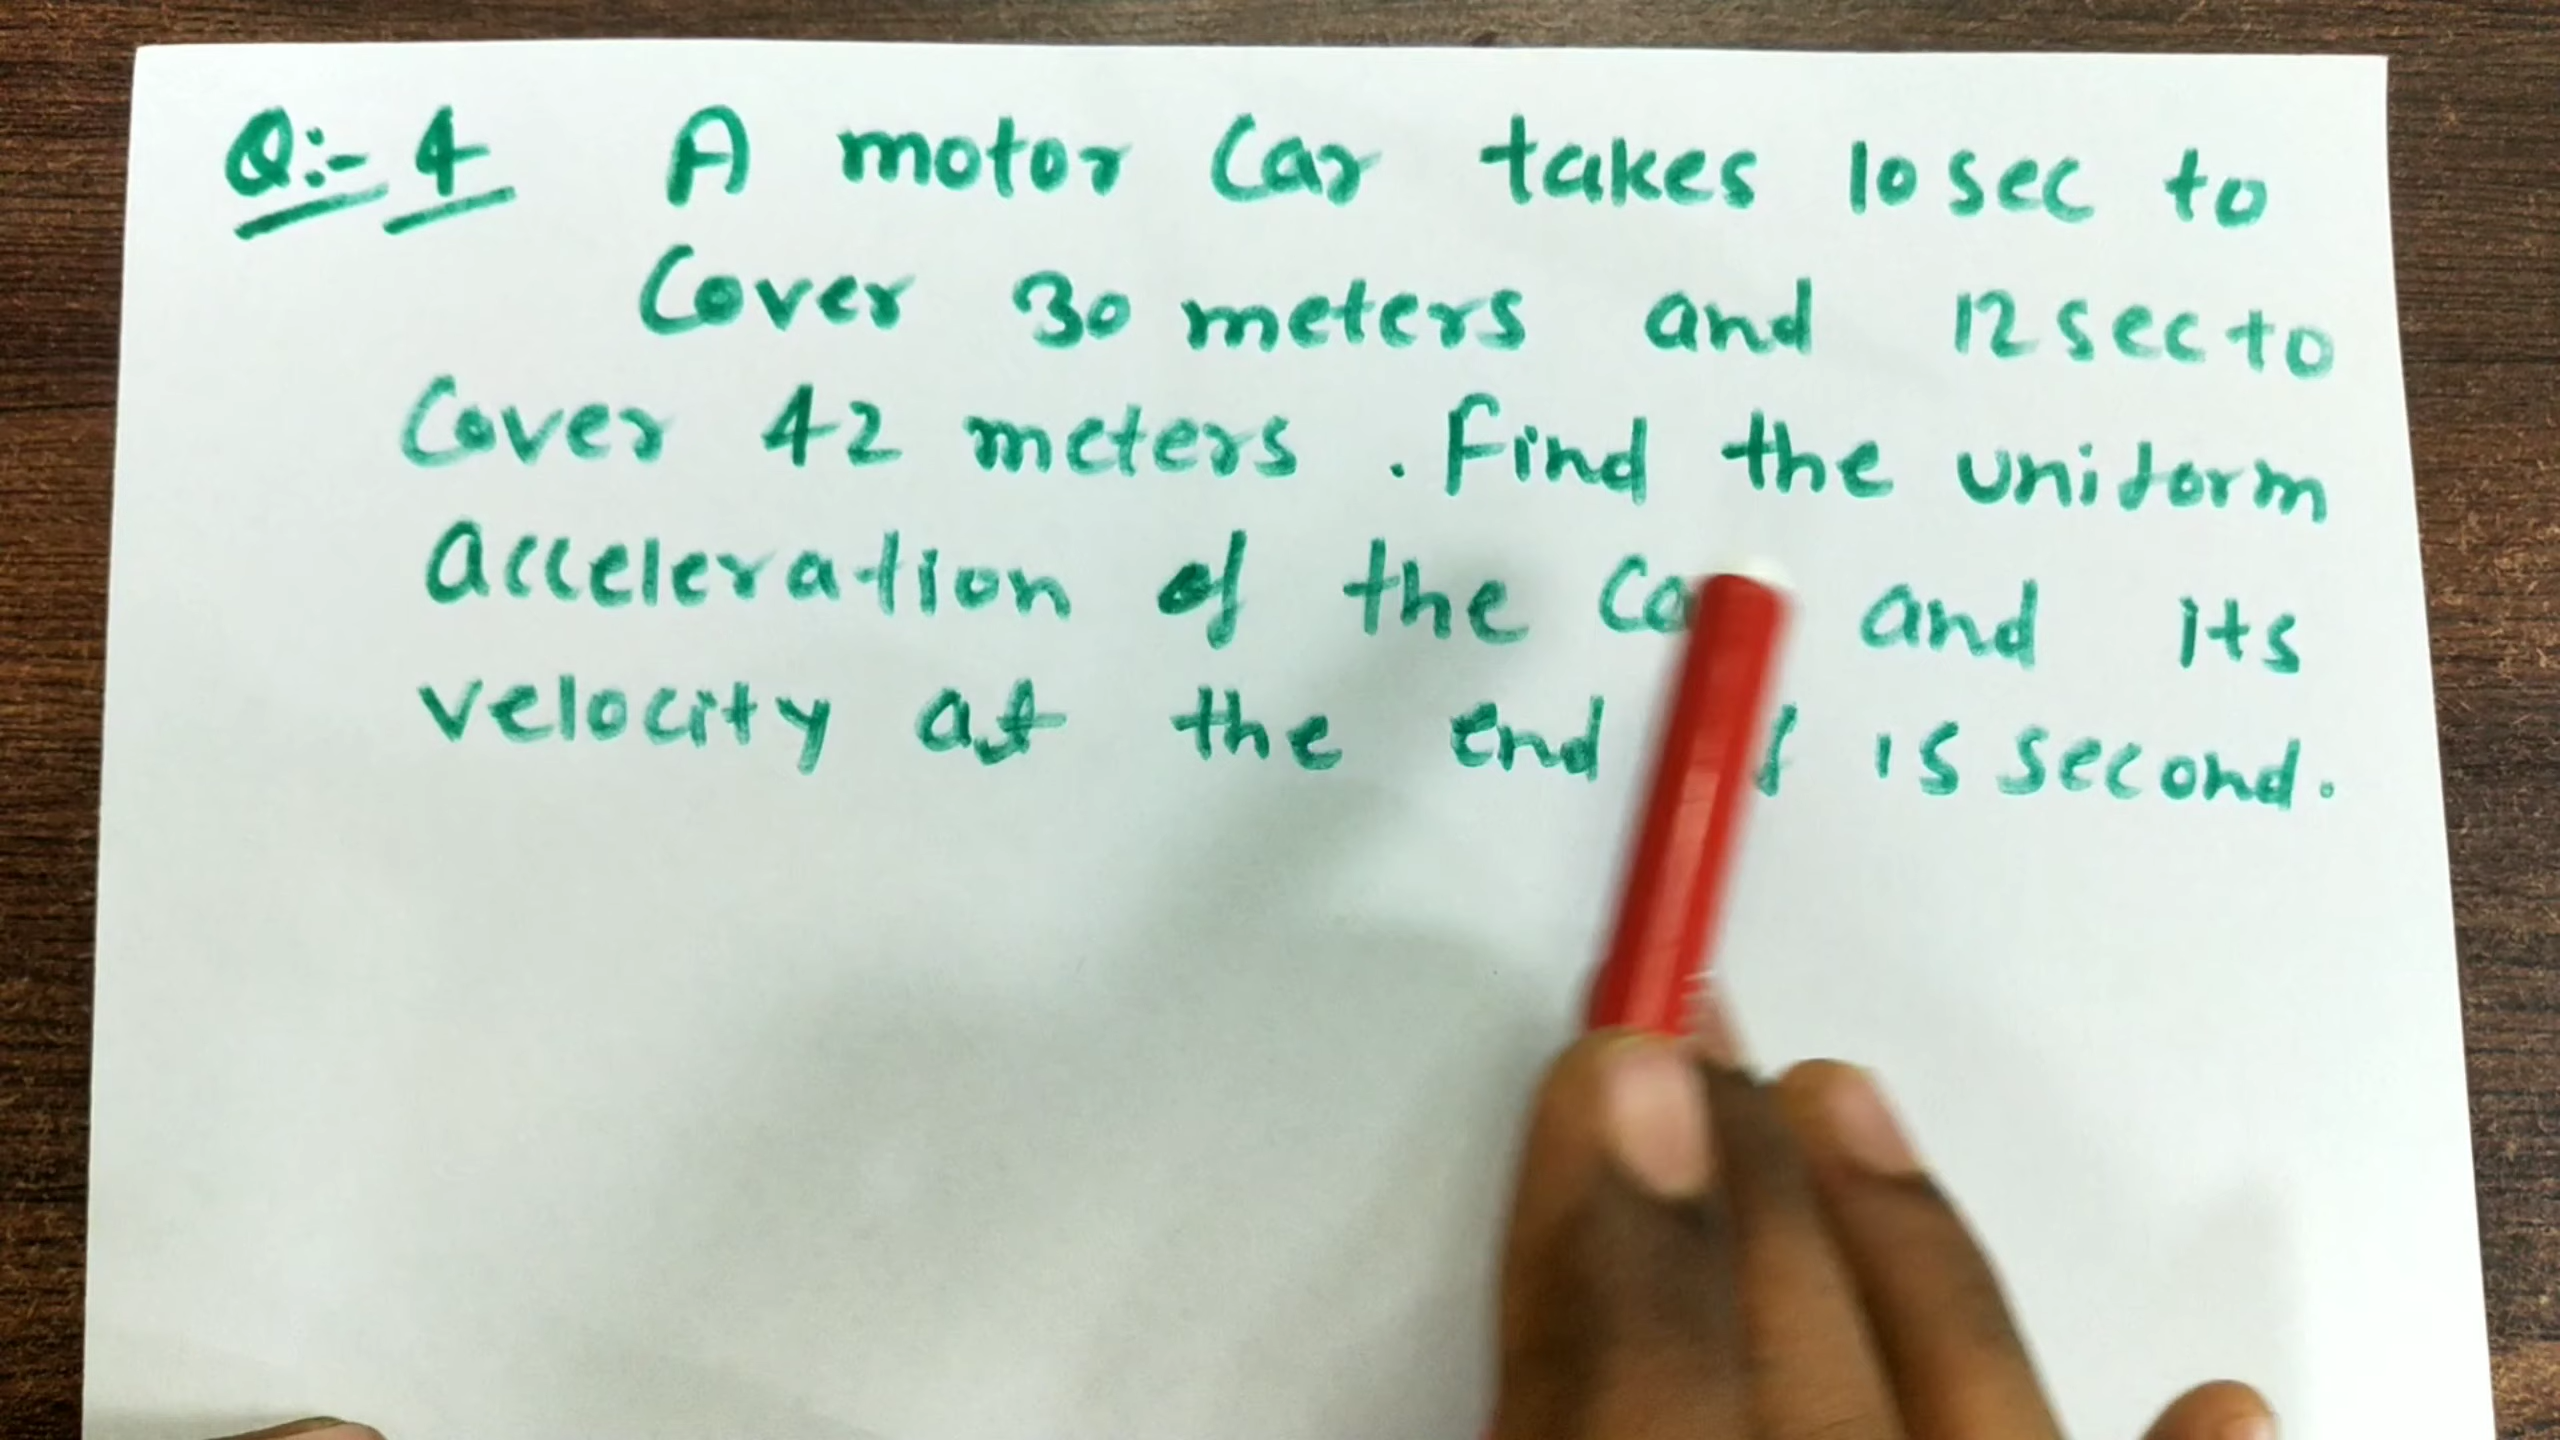 Q:- 4 A motor Car takes 10 sec to
Cover 30 meters and 12 sec to
Cover 42 meters . Find the uniform
acceleration of the and its
velocity at the end 15 second.